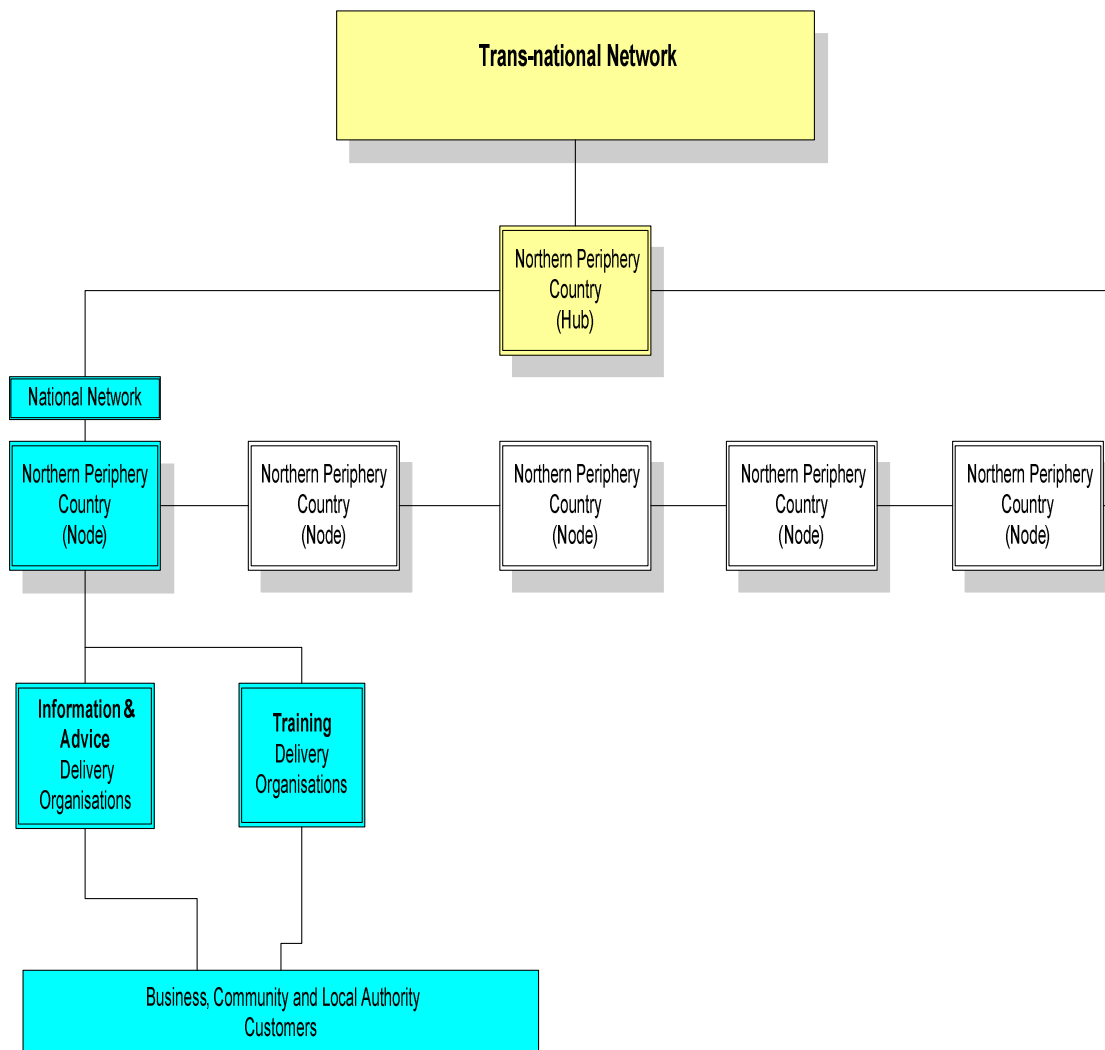 Trans-national Network
Northern Periphery
Country
(Hub)
National Network
Northern Periphery
Country
(Node)
Northern Periphery
Country
(Node)
Northern Periphery
Country
(Node)
Northern Periphery
Country
(Node)
Northern Periphery
Country
(Node)
Information &
Advice
Delivery
Organisations
Training
Delivery
Organisations
Business, Community and Local Authority
Customers